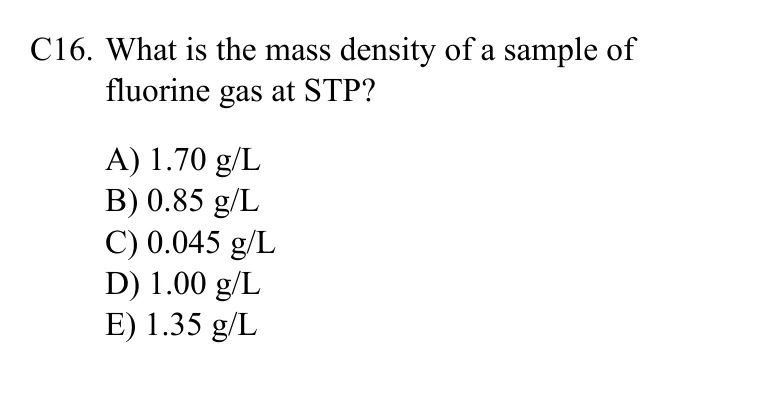 C16. What is the mass density of a sample of
fluorine gas at STP?
A) 1.70 g/L
B) 0.85 g/L
C) 0.045 g/L
D) 1.00 g/L
E) 1.35 g/L